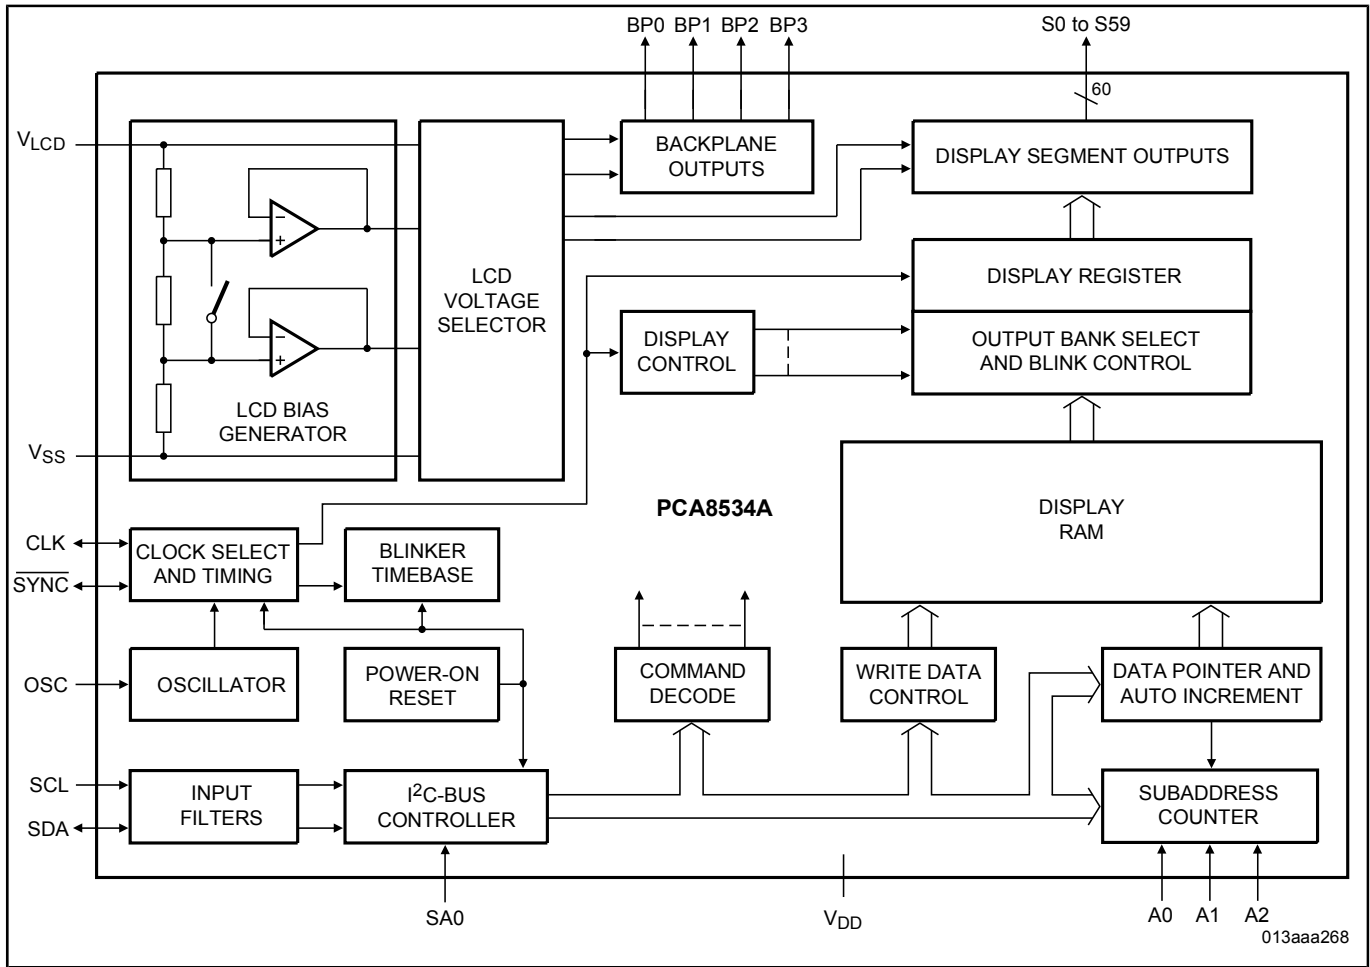 BP0 BP1 BP2 BP3
S0 to S59
60
VLCD
BACKPLANE
OUTPUTS
DISPLAY SEGMENT OUTPUTS
−
+
LCD
VOLTAGE
SELECTOR
DISPLAY REGISTER
−
+
DISPLAY
CONTROL
OUTPUT BANK SELECT
AND BLINK CONTROL
LCD BIAS
GENERATOR
VSS
PCA8534A
DISPLAY
RAM
CLK
SYNC
CLOCK SELECT
AND TIMING
BLINKER
TIMEBASE
OSC
OSCILLATOR
POWER-ON
RESET
COMMAND
DECODE
WRITE DATA
CONTROL
DATA POINTER AND
AUTO INCREMENT
SCL
SDA
INPUT
FILTERS
I2C-BUS
CONTROLLER
SUBADDRESS
COUNTER
SA0
VDD
A0 A1 A2
013aaa268